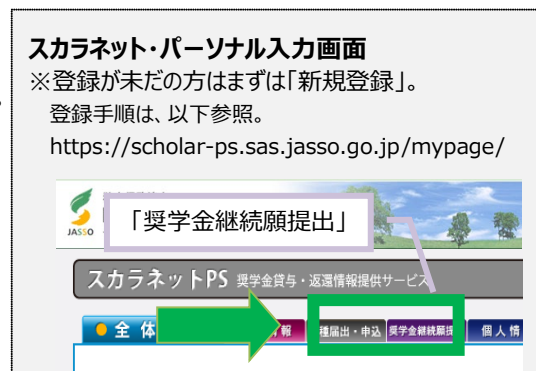 スカラネット・パーソナル入力画面
※登録が未だの方はまずは「新規登録」。
登録手順は、以下参照。
https://scholar-ps.sas.jasso.go.jp/mypage/
JASSO
「奨学金継続願提出」
スカラネットPS 奨学金貸与・返還情報提供サービス
全体 報 種届出・申込 奨学金継続願提 個人情